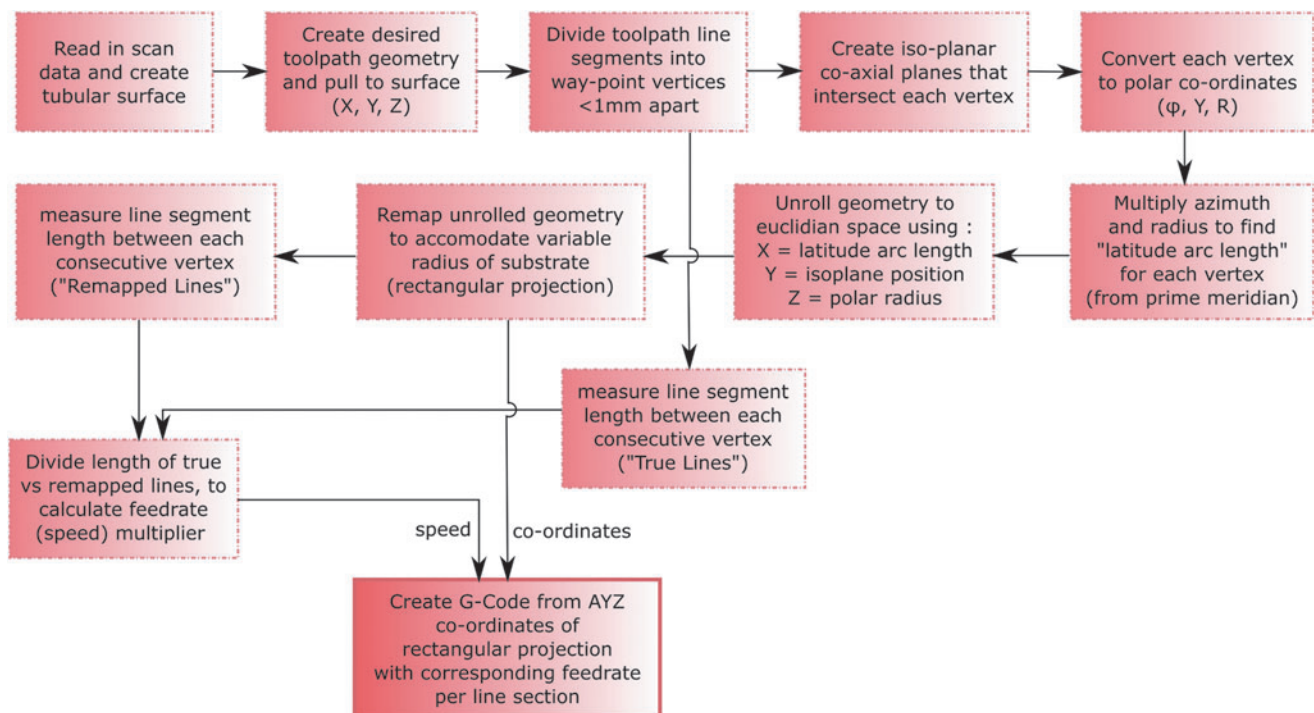 Read in scan
data and create
tubular surface
Create desired
toolpath geometry
and pull to surface
(X, Y, Z)
Divide toolpath line
segments into
way-point vertices
<1mm apart
Create iso-planar
co-axial planes that
intersect each vertex
Convert each vertex
to polar co-ordinates
(φ, Y, R)
Multiply azimuth
and radius to find
"latitude arc length"
for each vertex
(from prime meridian)
Unroll geometry to
euclidian space using :
X = latitude arc length
Y = isoplane position
Z = polar radius
Remap unrolled geometry
to accomodate variable
radius of substrate
(rectangular projection)
measure line segment
length between each
consecutive vertex
("Remapped Lines")
measure line segment
length between each
consecutive vertex
("True Lines")
Divide length of true
vs remapped lines, to
calculate feedrate
(speed) multiplier
speed
co-ordinates
Create G-Code from AYZ
co-ordinates of
rectangular projection
with corresponding feedrate
per line section